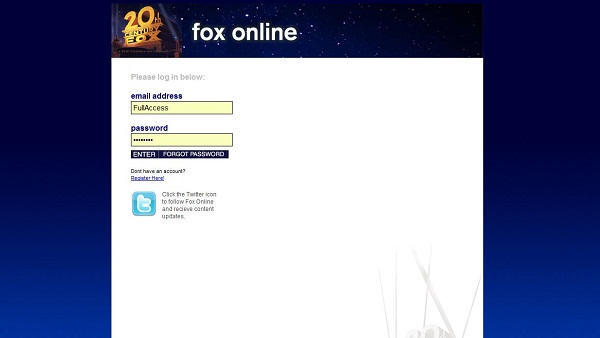 20TH
CENTURY
FOX
fox online
Please log in below:
email address
FullAccess
password
••••••••
ENTER | FORGOT PASSWORD
Dont have an account?
Register Here!
Click the Twitter icon
to follow Fox Online
and recieve content
updates.